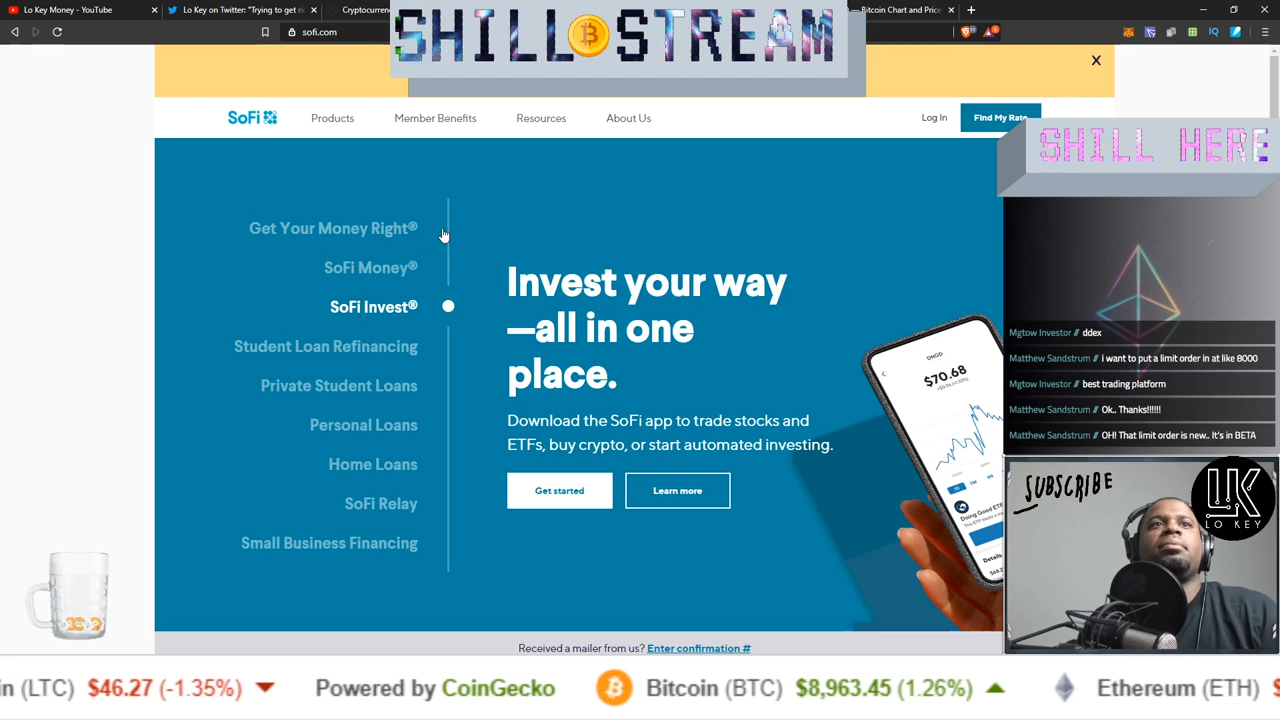 Lo Key Money - YouTube
Lo Key on Twitter: "Trying to get ri
Cryptocurren
— Bitcoin Chart and Price
sofi.com
SHILL STREAM
X
SoFi
Products
Member Benefits
Resources
About Us
Log In
Find My Rate
SHILL HERE
Get Your Money Right®
SoFi Money®
SoFi Invest®
Student Loan Refinancing
Private Student Loans
Personal Loans
Home Loans
SoFi Relay
Small Business Financing
Invest your way
—all in one
place.
Download the SoFi app to trade stocks and
ETFs, buy crypto, or start automated investing.
Get started
Learn more
DNGD
$70.68
1D
Doing Good ETF
Details
Mgtow Investor // ddex
Matthew Sandstrum // i want to put a limit order in at like 8000
Mgtow Investor // best trading platform
Matthew Sandstrum // Ok.. Thanks!!!!!!
Matthew Sandstrum // OH! That limit order is new.. It's in BETA
SUBSCRIBE
LK
LO KEY
Received a mailer from us? Enter confirmation #
in (LTC) $46.27 (-1.35%)
Powered by CoinGecko
Bitcoin (BTC) $8,963.45 (1.26%)
Ethereum (ETH) $